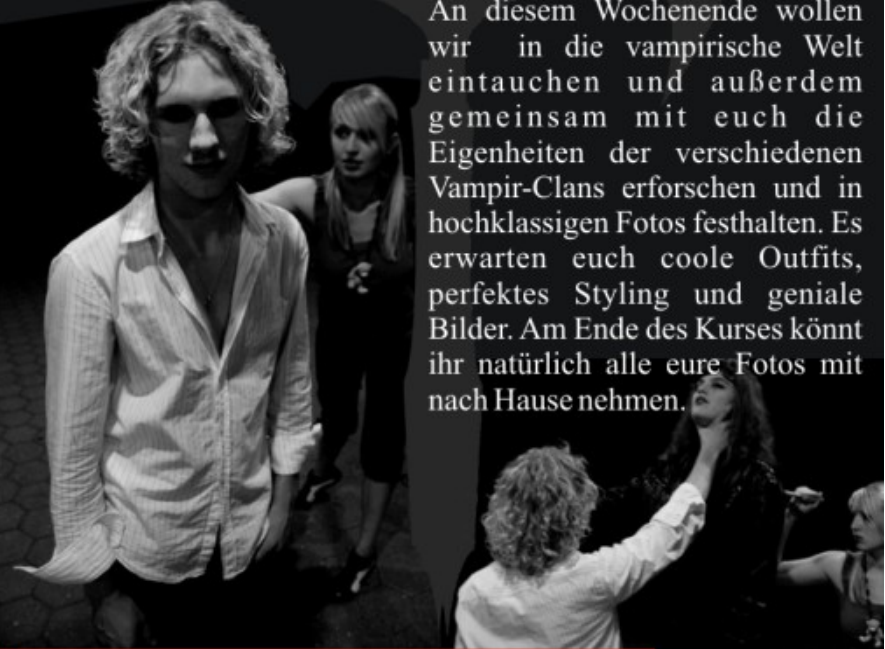 An diesem Wochenende wollen
wir in die vampirische Welt
eintauchen und außerdem
gemeinsam mit euch die
Eigenheiten der verschiedenen
Vampir-Clans erforschen und in
hochklassigen Fotos festhalten. Es
erwarten euch coole Outfits,
perfektes Styling und geniale
Bilder. Am Ende des Kurses könnt
ihr natürlich alle eure Fotos mit
nach Hause nehmen.